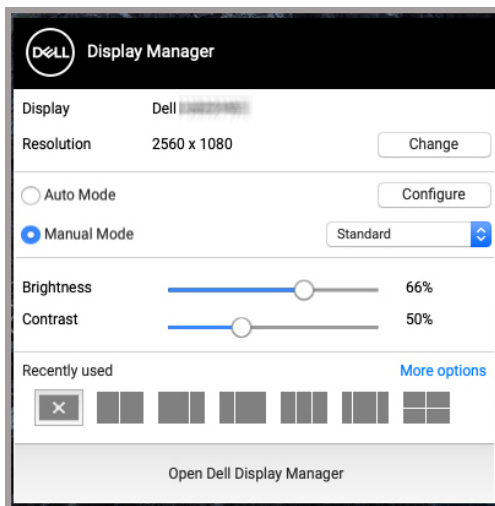 DELL Display Manager
Display Dell
Resolution 2560 x 1080 Change
Auto Mode Configure
Manual Mode Standard
Brightness 66%
Contrast 50%
Recently used More options
Open Dell Display Manager